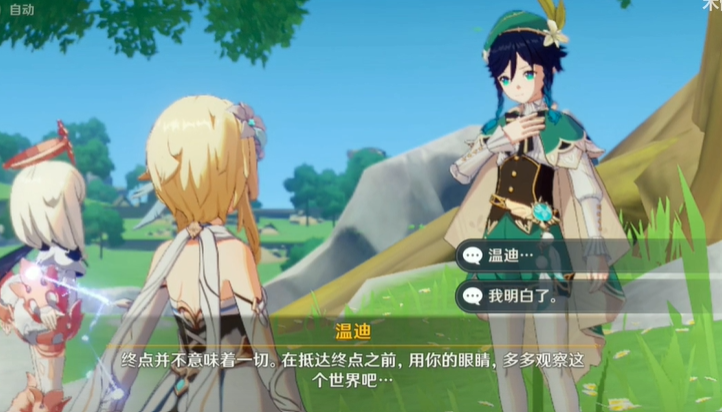 自动
温迪…
我明白了。
温迪
终点并不意味着一切。在抵达终点之前，用你的眼睛，多多观察这
个世界吧…